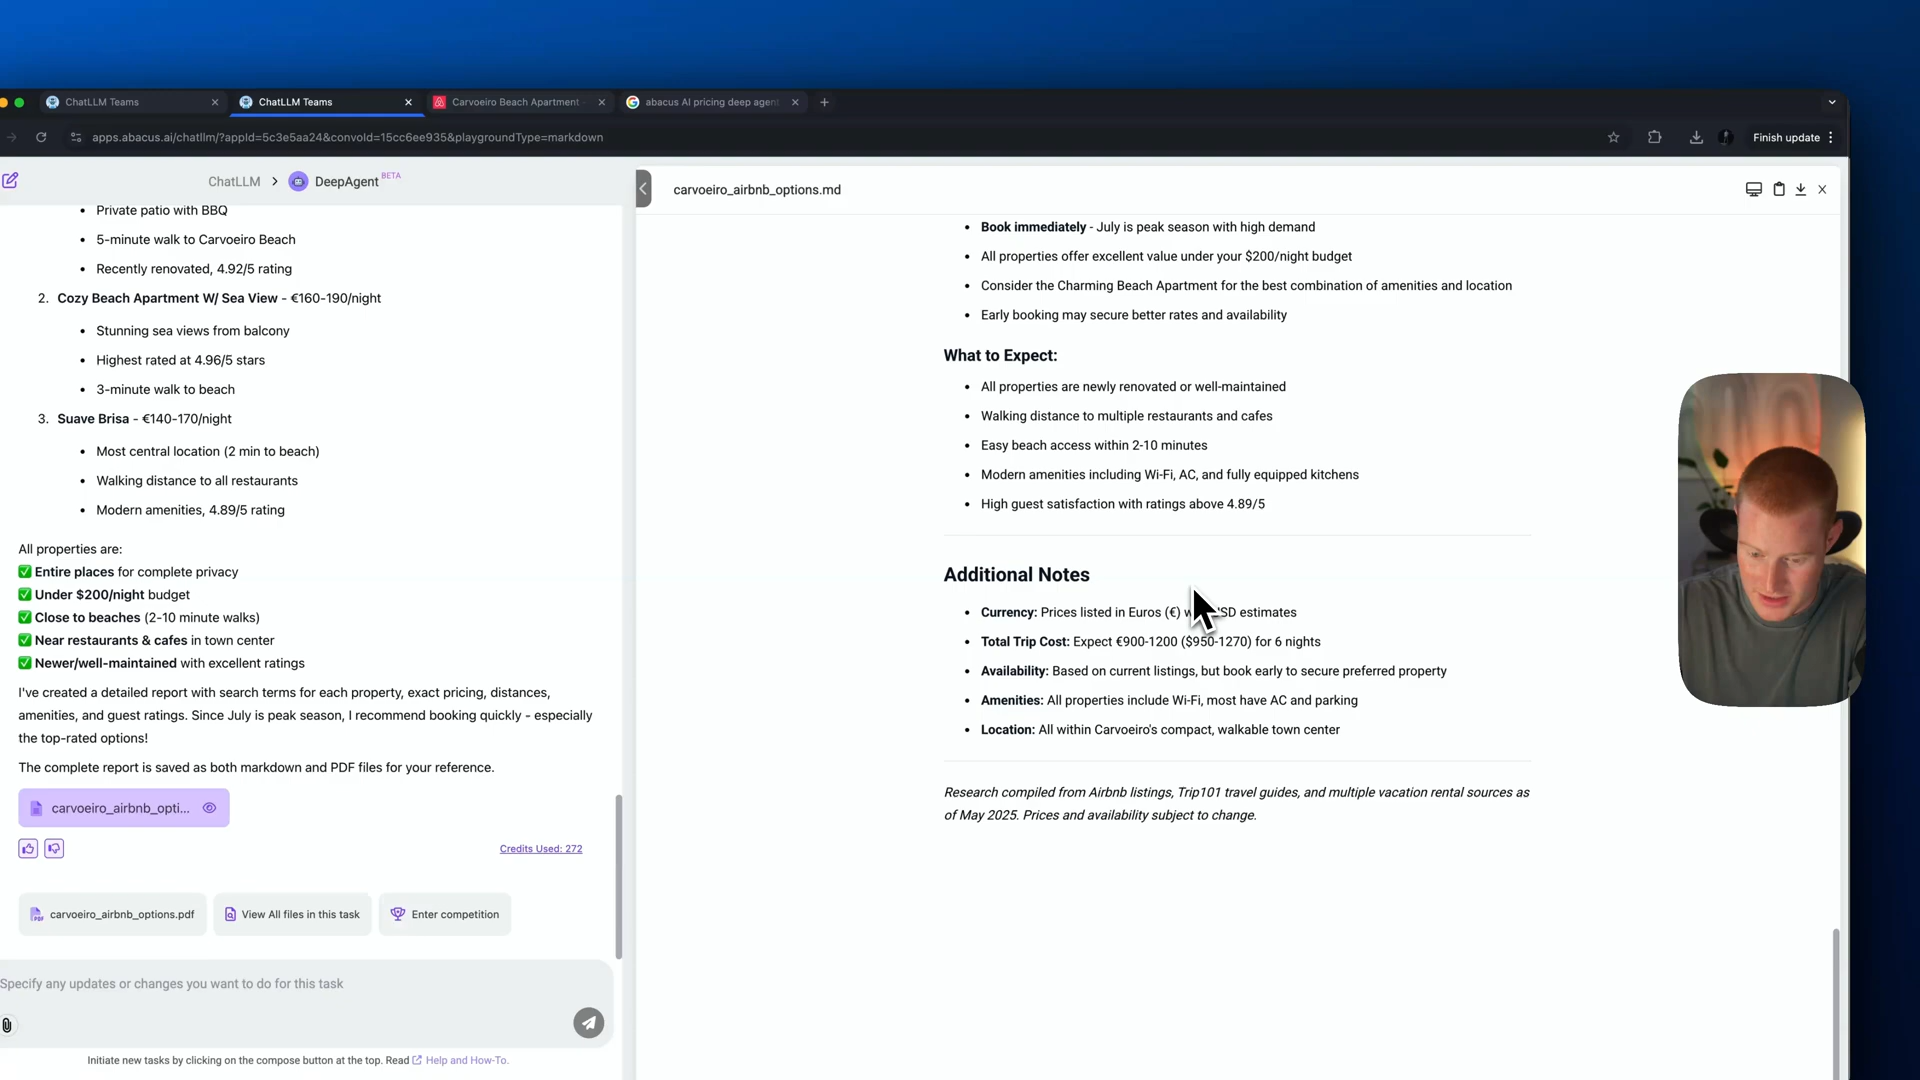 ChatLLM Teams
ChatLLM Teams
Carvoeiro Beach Apartment
abacus AI pricing deep agent
apps.abacus.ai/chatllm/?appId=5c3e5aa24&convoId=15cc6ee935&playgroundType=markdown
Finish update
ChatLLM > DeepAgent BETA
• Private patio with BBQ
• 5-minute walk to Carvoeiro Beach
• Recently renovated, 4.92/5 rating
2. Cozy Beach Apartment W/ Sea View - €160-190/night
• Stunning sea views from balcony
• Highest rated at 4.96/5 stars
• 3-minute walk to beach
3. Suave Brisa - €140-170/night
• Most central location (2 min to beach)
• Walking distance to all restaurants
• Modern amenities, 4.89/5 rating
All properties are:
✅ Entire places for complete privacy
✅ Under $200/night budget
✅ Close to beaches (2-10 minute walks)
✅ Near restaurants & cafes in town center
✅ Newer/well-maintained with excellent ratings
I've created a detailed report with search terms for each property, exact pricing, distances,
amenities, and guest ratings. Since July is peak season, I recommend booking quickly - especially
the top-rated options!
The complete report is saved as both markdown and PDF files for your reference.
carvoeiro_airbnb_opti...
Credits Used: 272
carvoeiro_airbnb_options.pdf
View All files in this task
Enter competition
Specify any updates or changes you want to do for this task
Initiate new tasks by clicking on the compose button at the top. Read Help and How-To.
carvoeiro_airbnb_options.md
• Book immediately - July is peak season with high demand
• All properties offer excellent value under your $200/night budget
• Consider the Charming Beach Apartment for the best combination of amenities and location
• Early booking may secure better rates and availability
What to Expect:
• All properties are newly renovated or well-maintained
• Walking distance to multiple restaurants and cafes
• Easy beach access within 2-10 minutes
• Modern amenities including Wi-Fi, AC, and fully equipped kitchens
• High guest satisfaction with ratings above 4.89/5
Additional Notes
• Currency: Prices listed in Euros (€) estimates
• Total Trip Cost: Expect €900-1200 ($950-1270) for 6 nights
• Availability: Based on current listings, but book early to secure preferred property
• Amenities: All properties include Wi-Fi, most have AC and parking
• Location: All within Carvoeiro's compact, walkable town center
Research compiled from Airbnb listings, Trip101 travel guides, and multiple vacation rental sources as
of May 2025. Prices and availability subject to change.